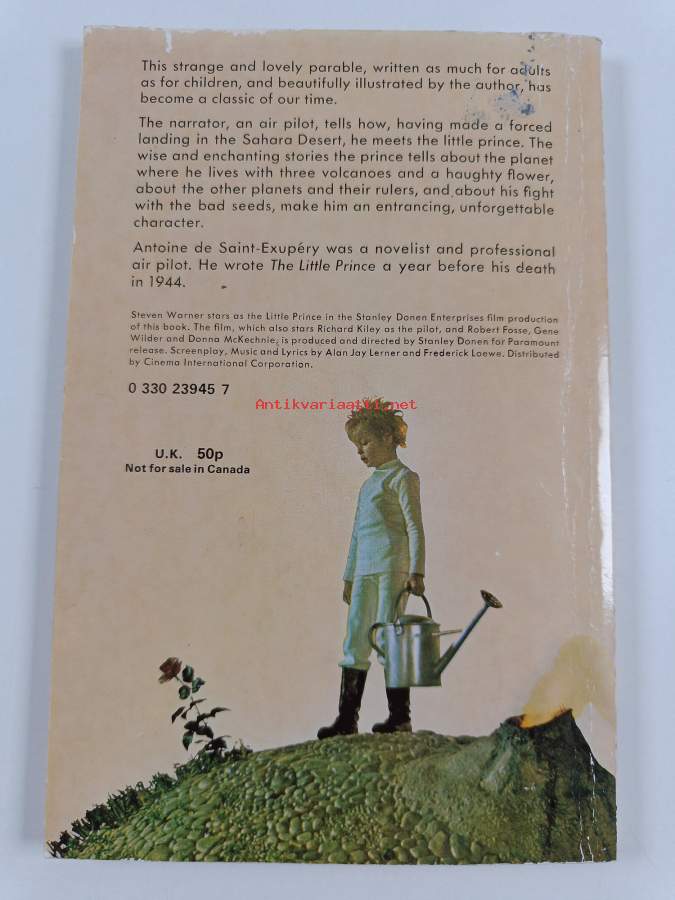 This strange and lovely parable, written as much for adults
as for children, and beautifully illustrated by the author, has
become a classic of our time.
The narrator, an air pilot, tells how, having made a forced
landing in the Sahara Desert, he meets the little prince. The
wise and enchanting stories the prince tells about the planet
where he lives with three volcanoes and a haughty flower,
about the other planets and their rulers, and about his fight
with the bad seeds, make him an entrancing, unforgettable
character.
Antoine de Saint-Exupéry was a novelist and professional
air pilot. He wrote The Little Prince a year before his death
in 1944.
Steven Warner stars as the Little Prince in the Stanley Donen Enterprises film production
of this book. The film, which also stars Richard Kiley as the pilot, and Robert Fosse, Gene
Wilder and Donna McKechnie, is produced and directed by Stanley Donen for Paramount
release. Screenplay, Music and Lyrics by Alan Jay Lerner and Frederick Loewe. Distributed
by Cinema International Corporation.
0 330 23945 7
Antikvariaatti.net
U.K. 50p
Not for sale in Canada